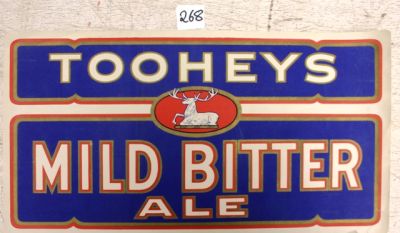 268
TOOHEYS
MILD BITTER
ALE